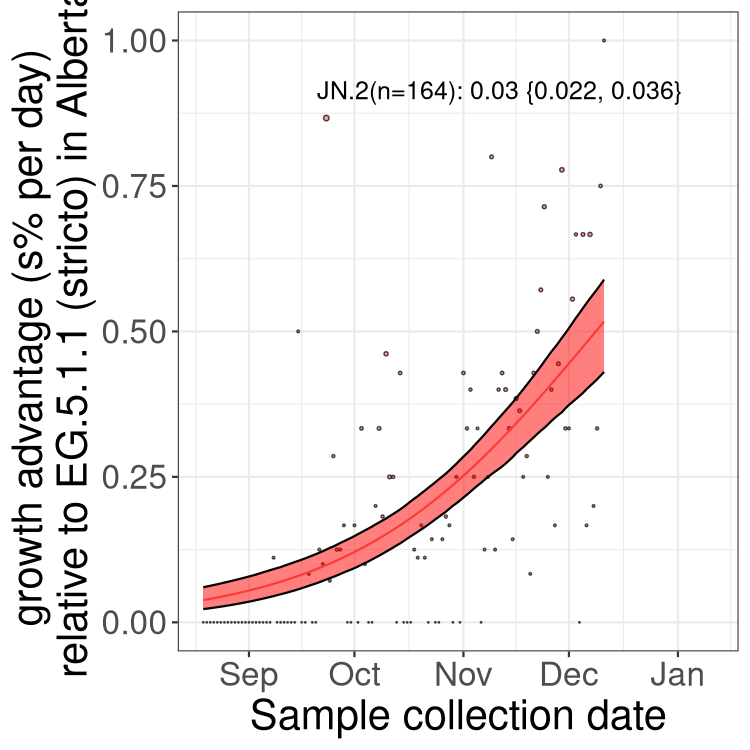 growth advantage (s% per day)
relative to EG.5.1.1 (stricto) in Alberta
1.00
0.75
0.50
0.25
0.00
JN.2(n=164): 0.03 {0.022, 0.036}
Sep Oct Nov Dec Jan
Sample collection date